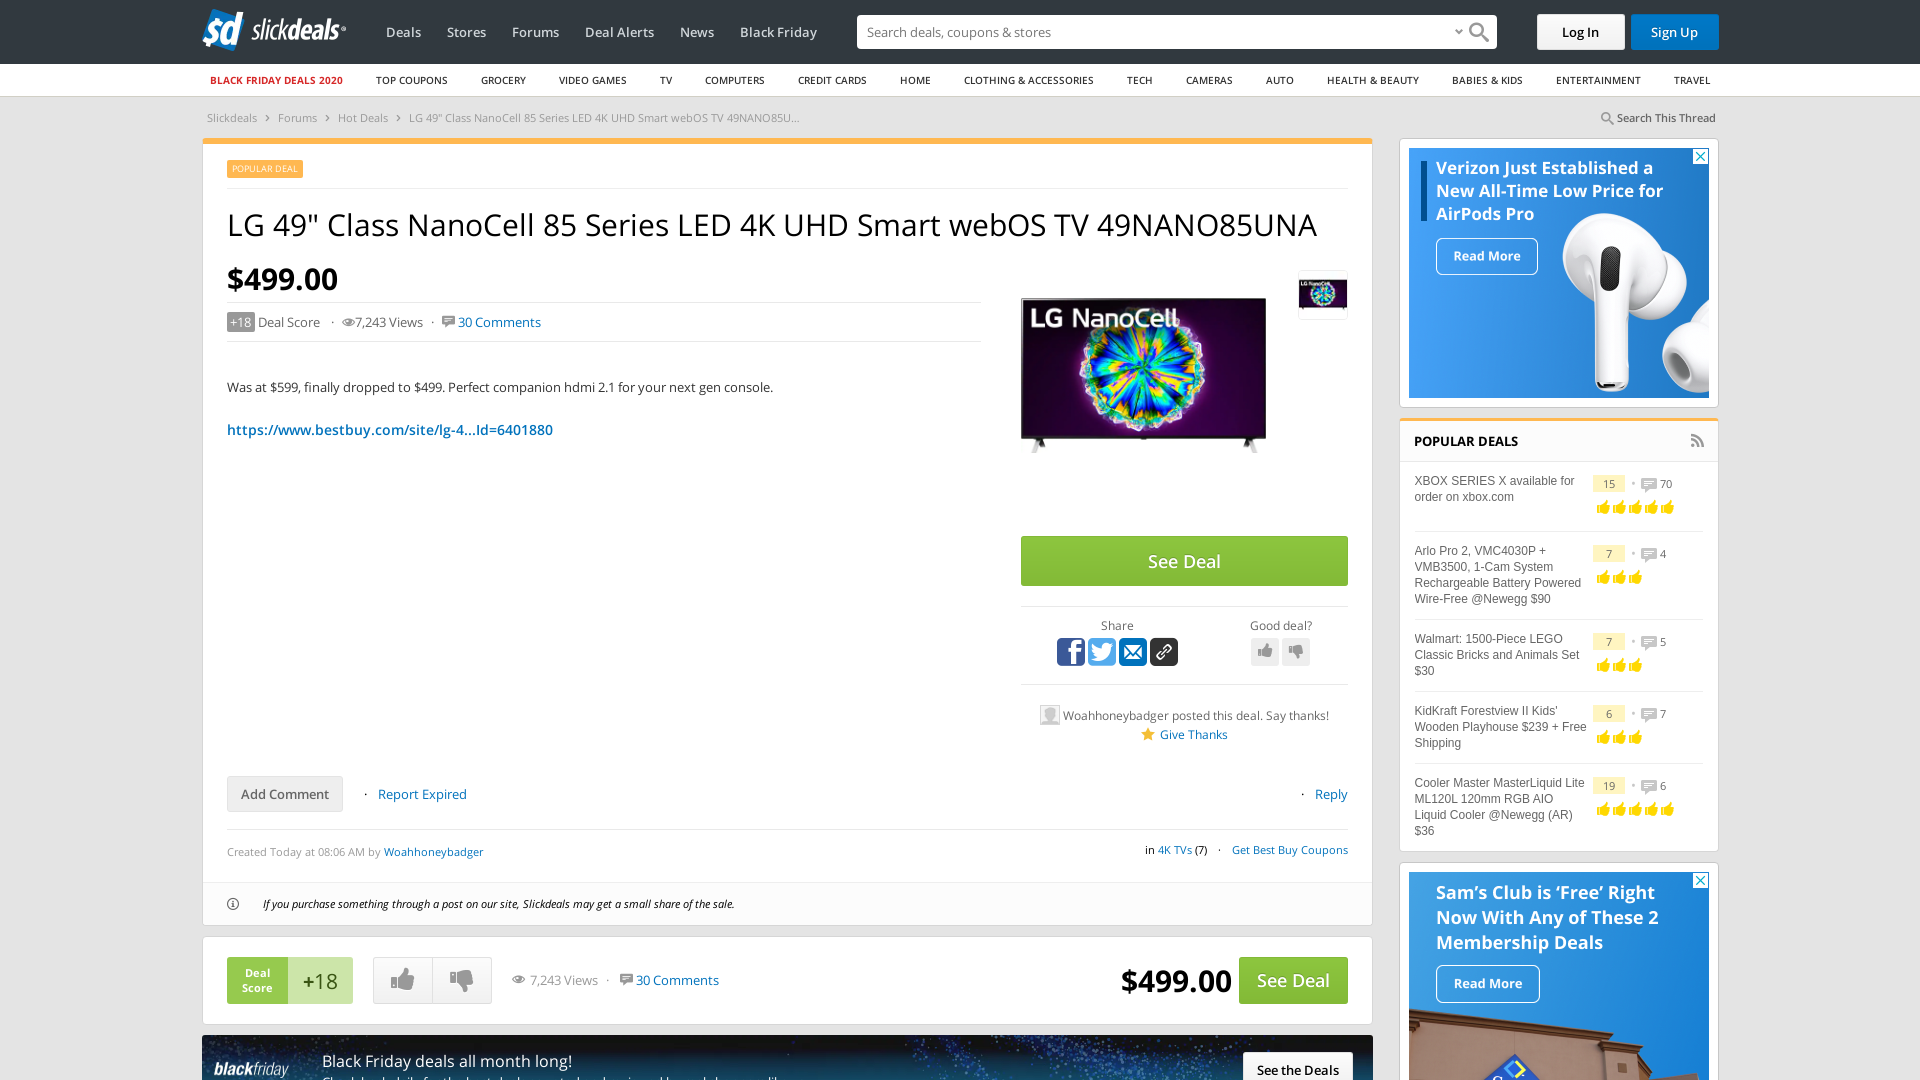 slickdeals
Deals
Stores
Forums
Deal Alerts
News
Black Friday
Search deals, coupons & stores
Log In
Sign Up
BLACK FRIDAY DEALS 2020
TOP COUPONS
GROCERY
VIDEO GAMES
TV
COMPUTERS
CREDIT CARDS
HOME
CLOTHING & ACCESSORIES
TECH
CAMERAS
AUTO
HEALTH & BEAUTY
BABIES & KIDS
ENTERTAINMENT
TRAVEL
Slickdeals › Forums › Hot Deals › LG 49" Class NanoCell 85 Series LED 4K UHD Smart webOS TV 49NANO85U...
Search This Thread
POPULAR DEAL
LG 49" Class NanoCell 85 Series LED 4K UHD Smart webOS TV 49NANO85UNA
$499.00
+18 Deal Score · 7,243 Views · 30 Comments
Was at $599, finally dropped to $499. Perfect companion hdmi 2.1 for your next gen console.
https://www.bestbuy.com/site/lg-4...Id=6401880
LG NanoCell
LG NanoCell
See Deal
Share
Good deal?
Woahhoneybadger posted this deal. Say thanks!
Give Thanks
Add Comment
· Report Expired
· Reply
Created Today at 08:06 AM by Woahhoneybadger
in 4K TVs (7) · Get Best Buy Coupons
If you purchase something through a post on our site, Slickdeals may get a small share of the sale.
Deal
Score
+18
7,243 Views · 30 Comments
$499.00
See Deal
blackfriday
Black Friday deals all month long!
See the Deals
Verizon Just Established a
New All-Time Low Price for
AirPods Pro
Read More
POPULAR DEALS
XBOX SERIES X available for
order on xbox.com
15 · 70
Arlo Pro 2, VMC4030P +
VMB3500, 1-Cam System
Rechargeable Battery Powered
Wire-Free @Newegg $90
7 · 4
Walmart: 1500-Piece LEGO
Classic Bricks and Animals Set
$30
7 · 5
KidKraft Forestview II Kids'
Wooden Playhouse $239 + Free
Shipping
6 · 7
Cooler Master MasterLiquid Lite
ML120L 120mm RGB AIO
Liquid Cooler @Newegg (AR)
$36
19 · 6
Sam's Club is ‘Free’ Right
Now With Any of These 2
Membership Deals
Read More